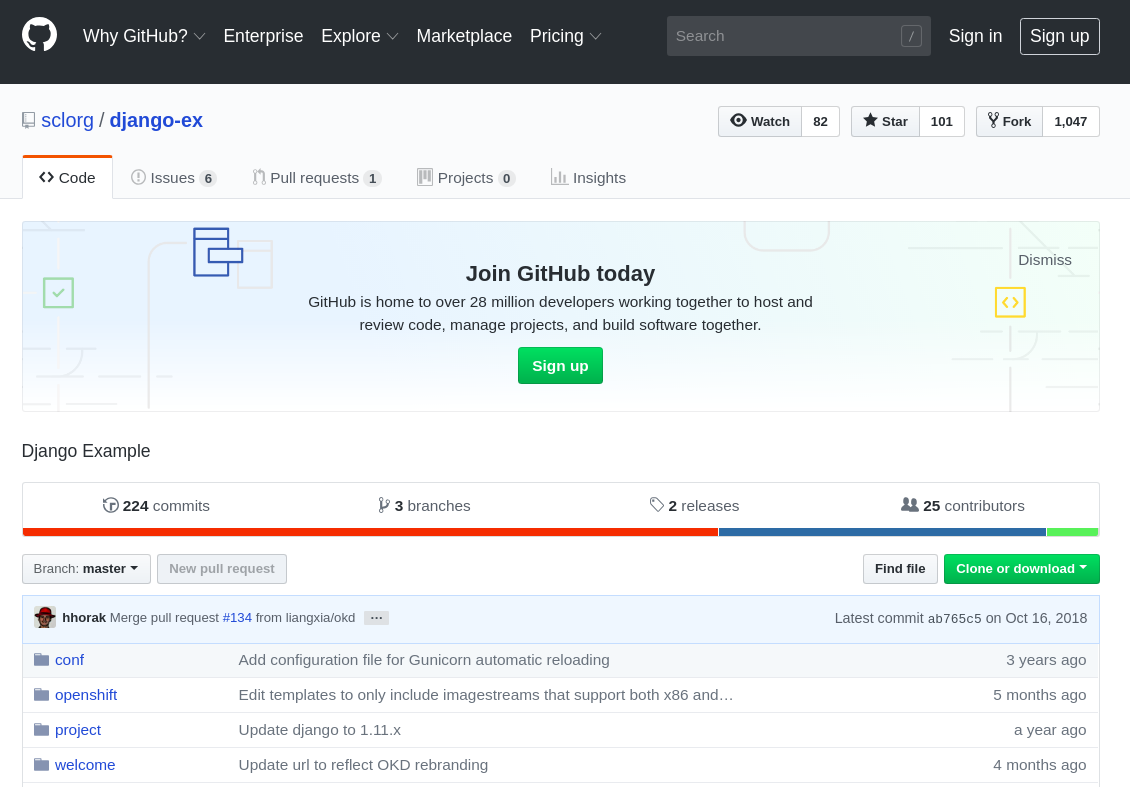 Why GitHub? Enterprise Explore Marketplace Pricing Search / Sign in Sign up
sclorg / django-ex Watch 82 Star 101 Fork 1,047
Code Issues 6 Pull requests 1 Projects 0 Insights
Dismiss
Join GitHub today
GitHub is home to over 28 million developers working together to host and
review code, manage projects, and build software together.
Sign up
Django Example
224 commits 3 branches 2 releases 25 contributors
Branch: master New pull request Find file Clone or download
hhorak Merge pull request #134 from liangxia/okd ... Latest commit ab765c5 on Oct 16, 2018
conf Add configuration file for Gunicorn automatic reloading 3 years ago
openshift Edit templates to only include imagestreams that support both x86 and… 5 months ago
project Update django to 1.11.x a year ago
welcome Update url to reflect OKD rebranding 4 months ago